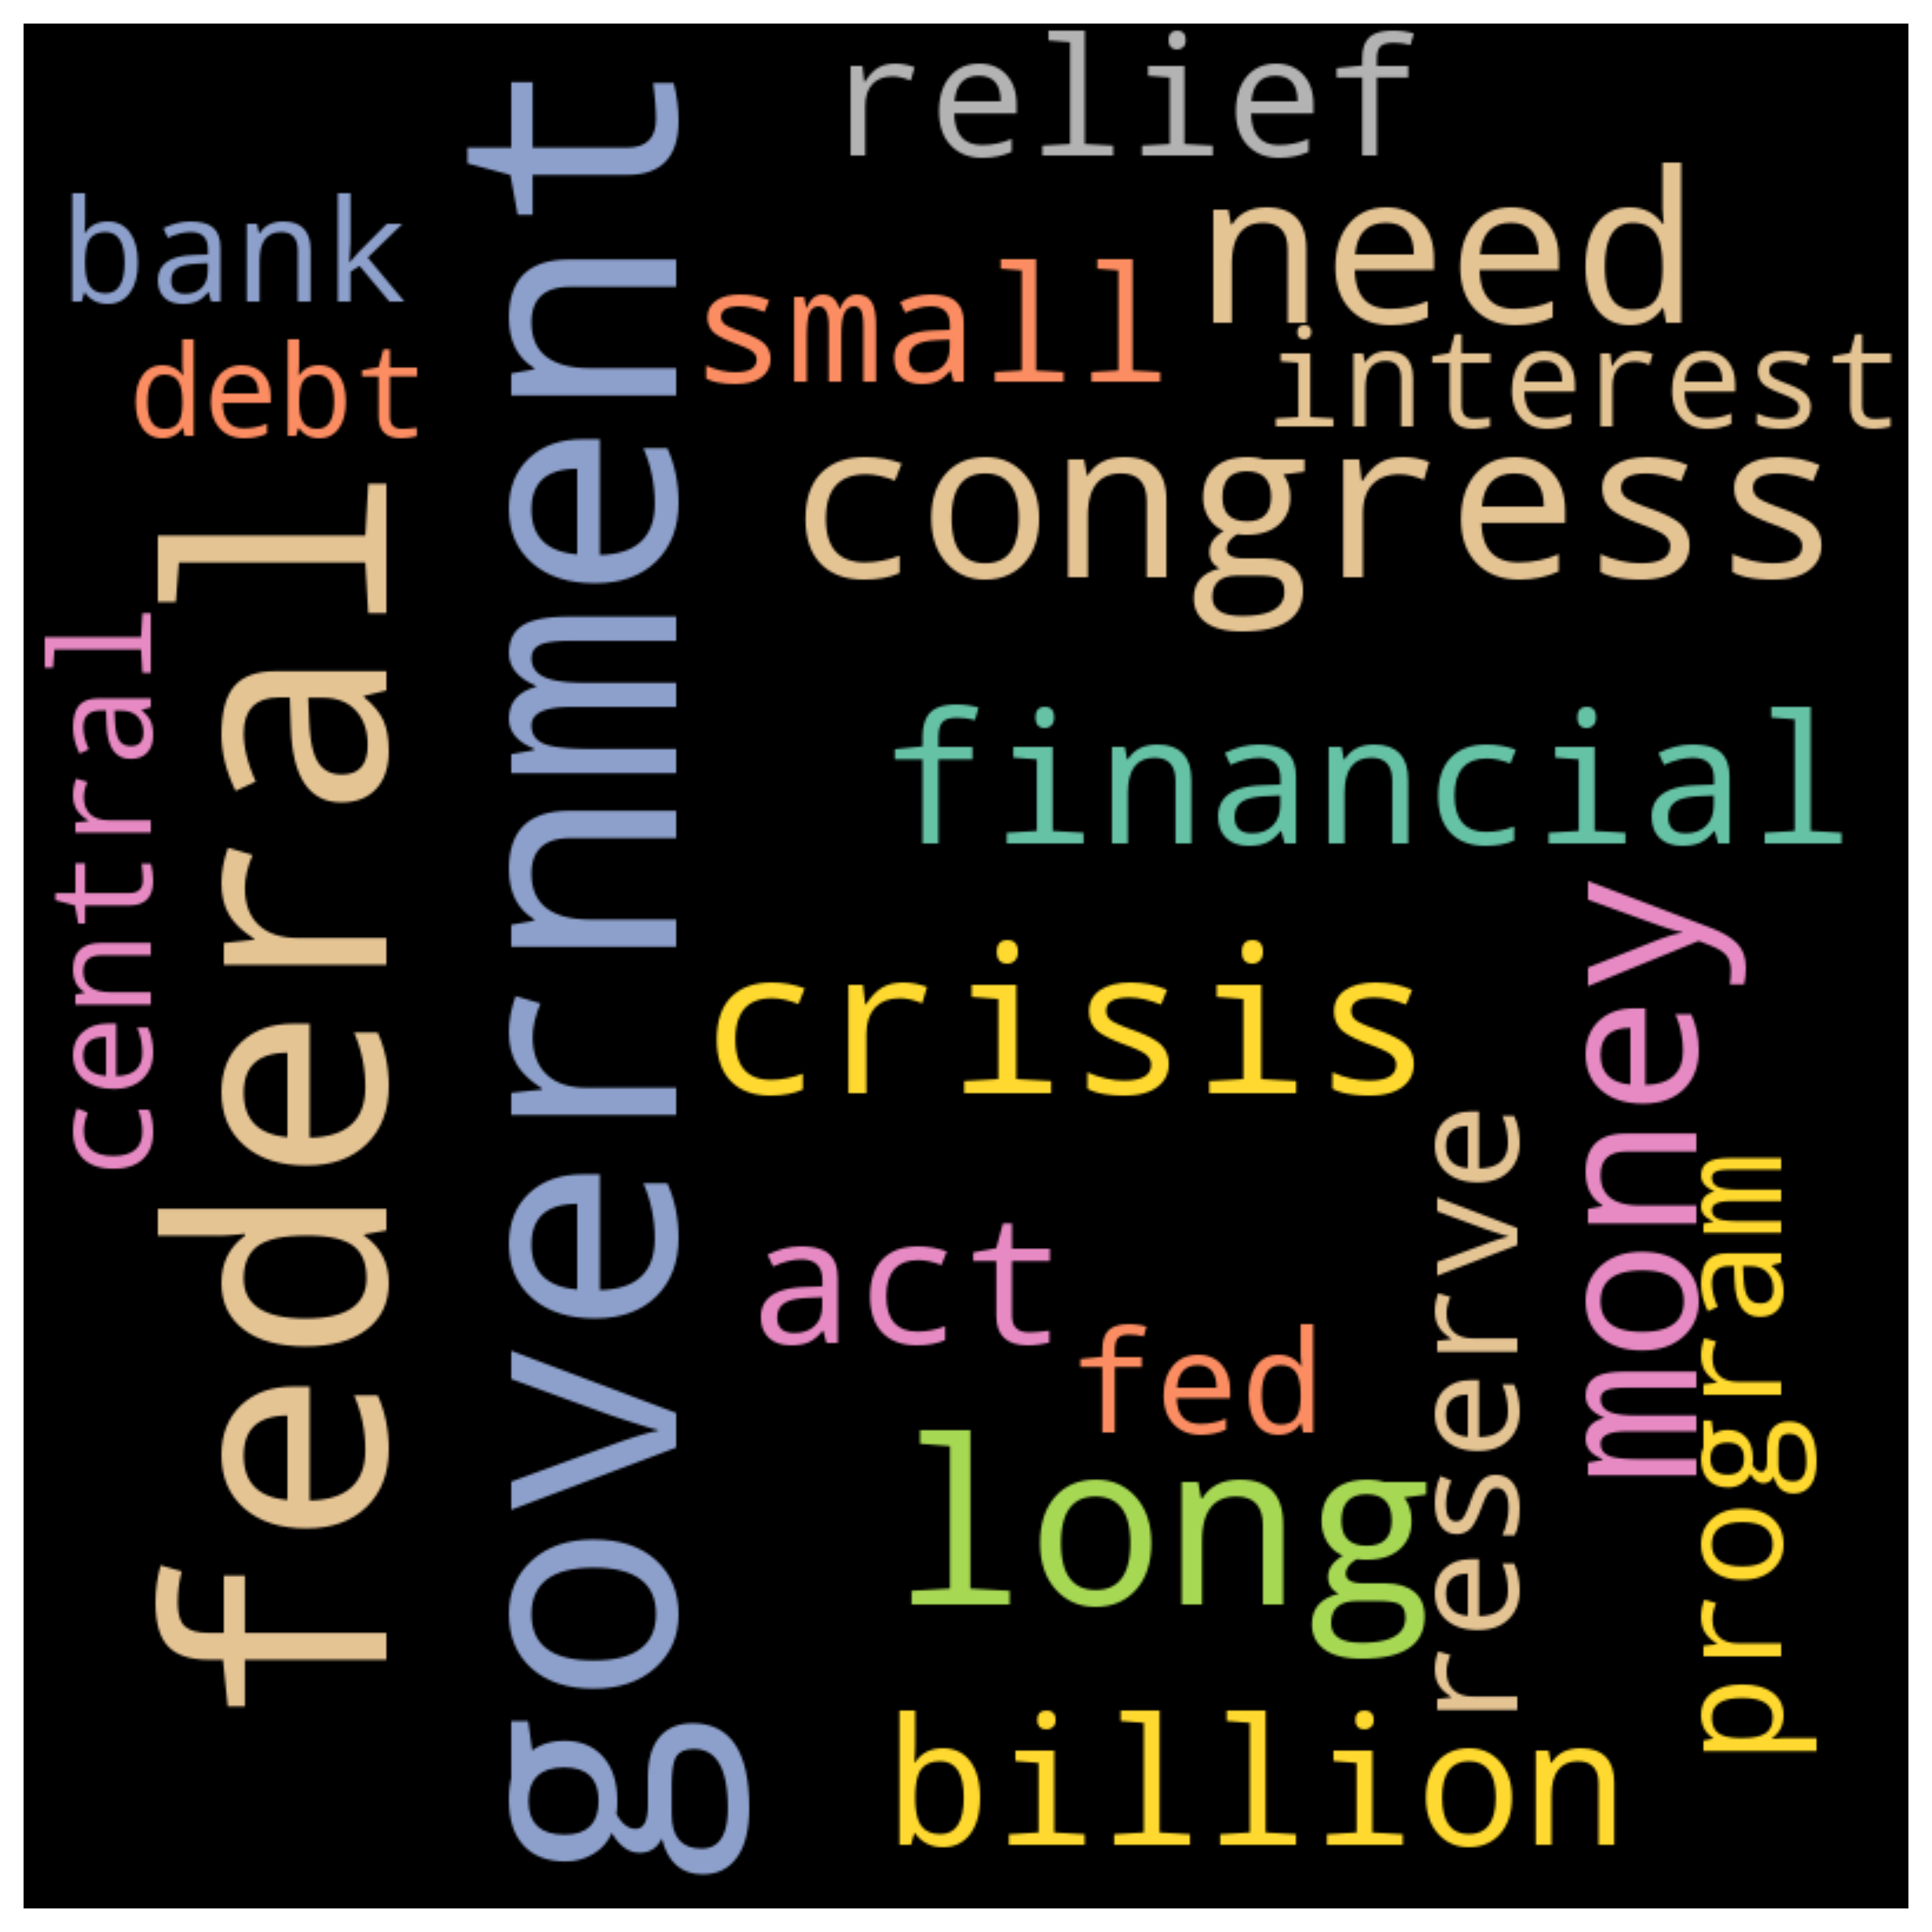 relief
need
bank
small
debt
interest
congress
federal
government
central
financial
money
crisis
reserve
program
act
fed
long
billion